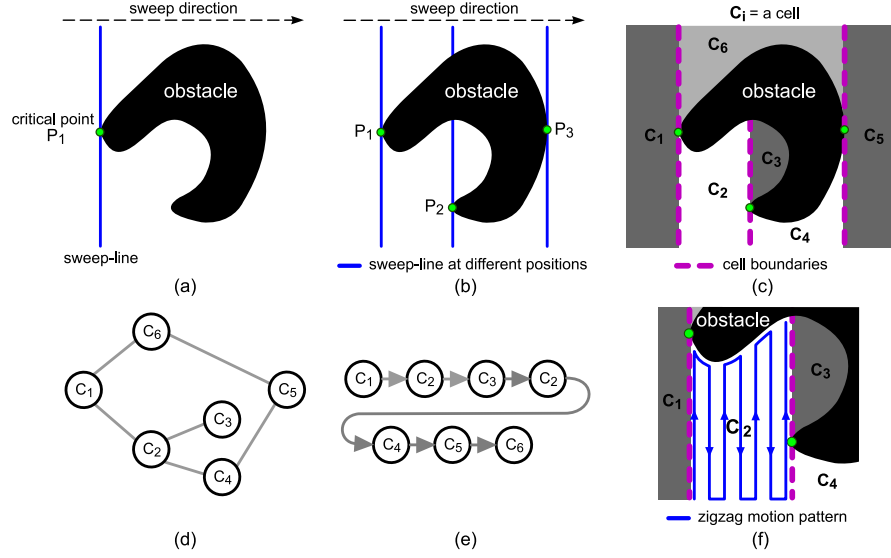 sweep direction
obstacle
critical point
P1
sweep-line
(a)
sweep direction
obstacle
P1
P3
P2
sweep-line at different positions
(b)
Ci = a cell
C6
obstacle
C1
C5
C3
C2
C4
cell boundaries
(c)
C6
C1
C5
C3
C2
C4
(d)
C1 C2 C3 C2
C4 C5 C6
(e)
obstacle
C3
C1
C2
C4
zigzag motion pattern
(f)